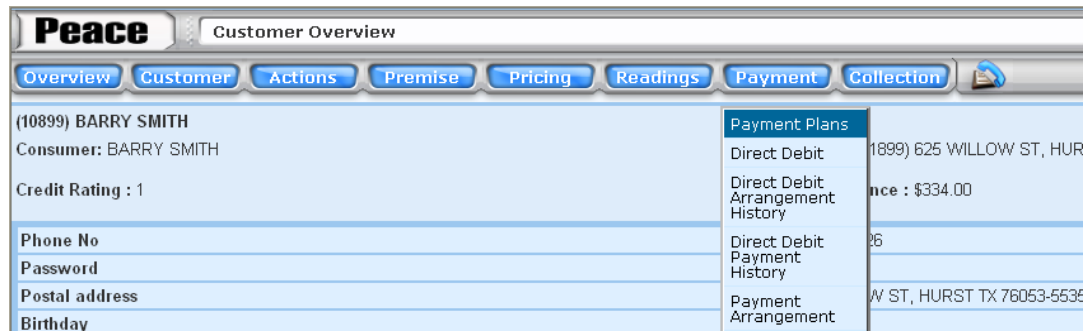 Peace Customer Overview
Overview Customer Actions Premise Pricing Readings Payment Collection
(10899) BARRY SMITH
Consumer: BARRY SMITH
1899) 625 WILLOW ST, HUR
Credit Rating : 1
nce : $334.00
Payment Plans
Direct Debit
Direct Debit
Arrangement
History
Direct Debit
Payment
History
Payment
Arrangement
Phone No
26
Password
Postal address
W ST, HURST TX 76053-5535
Birthday